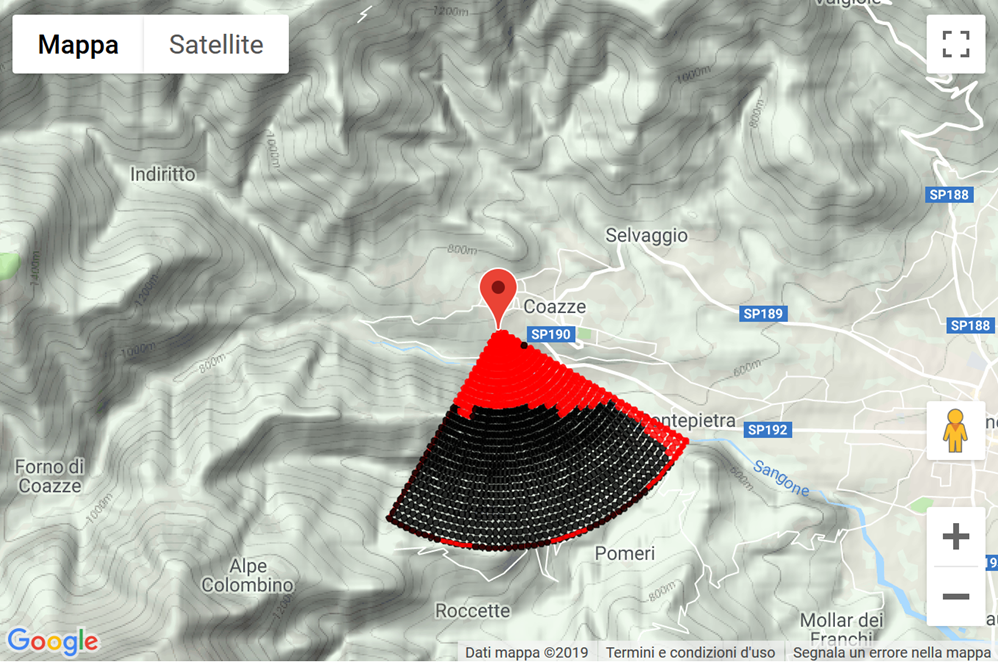 Mappa
Satellite
1200m
1000m
800m
1000m
Indiritto
SP188
Selvaggio
800m
1400m
1200m
Coazze
SP189
SP188
SP190
1000m
800m
600m
ontepietra
SP192
Forno di
Coazze
Sangone
600m
1000m
Pomeri
Alpe
Colombino
800m
1200m
Roccette
Mollar dei
Franchi
Google
Dati mappa ©2019
Termini e condizioni d'uso
Segnala un errore nella mappa